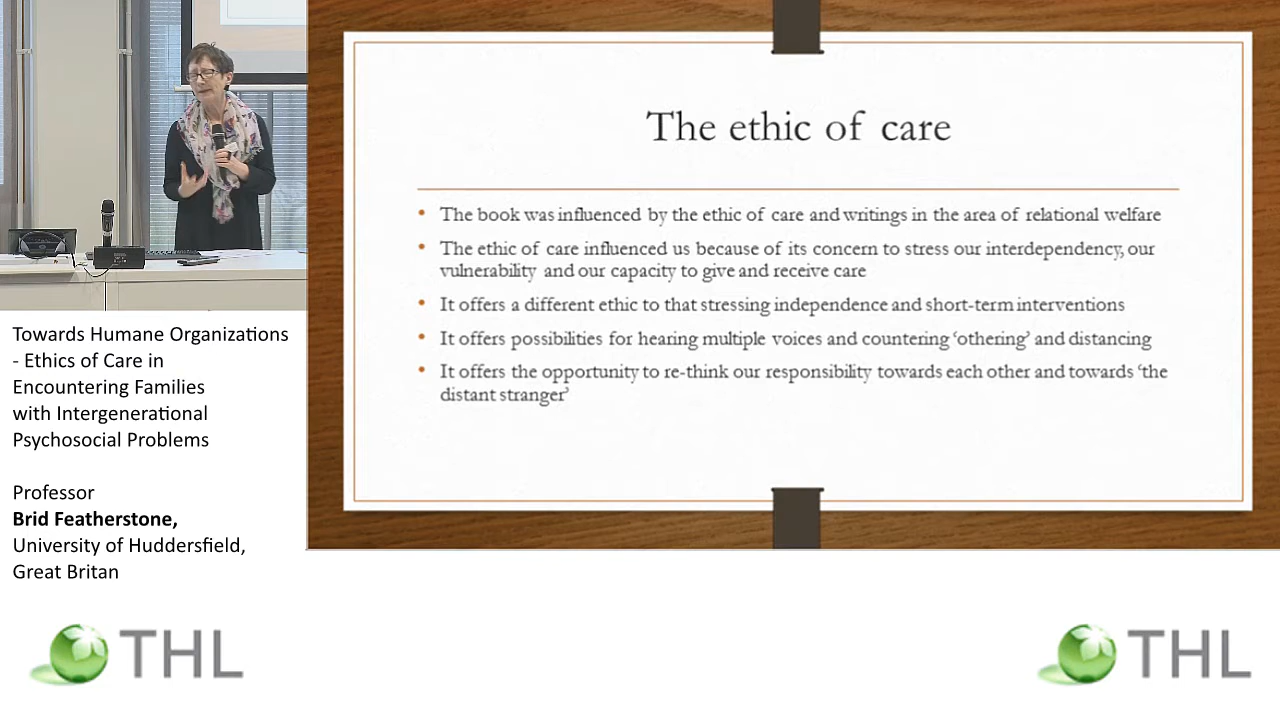 The ethic of care
• The book was influenced by the ethic of care and writings in the area of relational welfare
• The ethic of care influenced us because of its concern to stress our interdependency, our
vulnerability and our capacity to give and receive care
• It offers a different ethic to that stressing independence and short-term interventions
• It offers possibilities for hearing multiple voices and countering ‘othering’ and distancing
• It offers the opportunity to re-think our responsibility towards each other and towards ‘the
distant stranger’
Towards Humane Organizations
- Ethics of Care in
Encountering Families
with Intergenerational
Psychosocial Problems
Professor
Brid Featherstone,
University of Huddersfield,
Great Britan
THL
THL